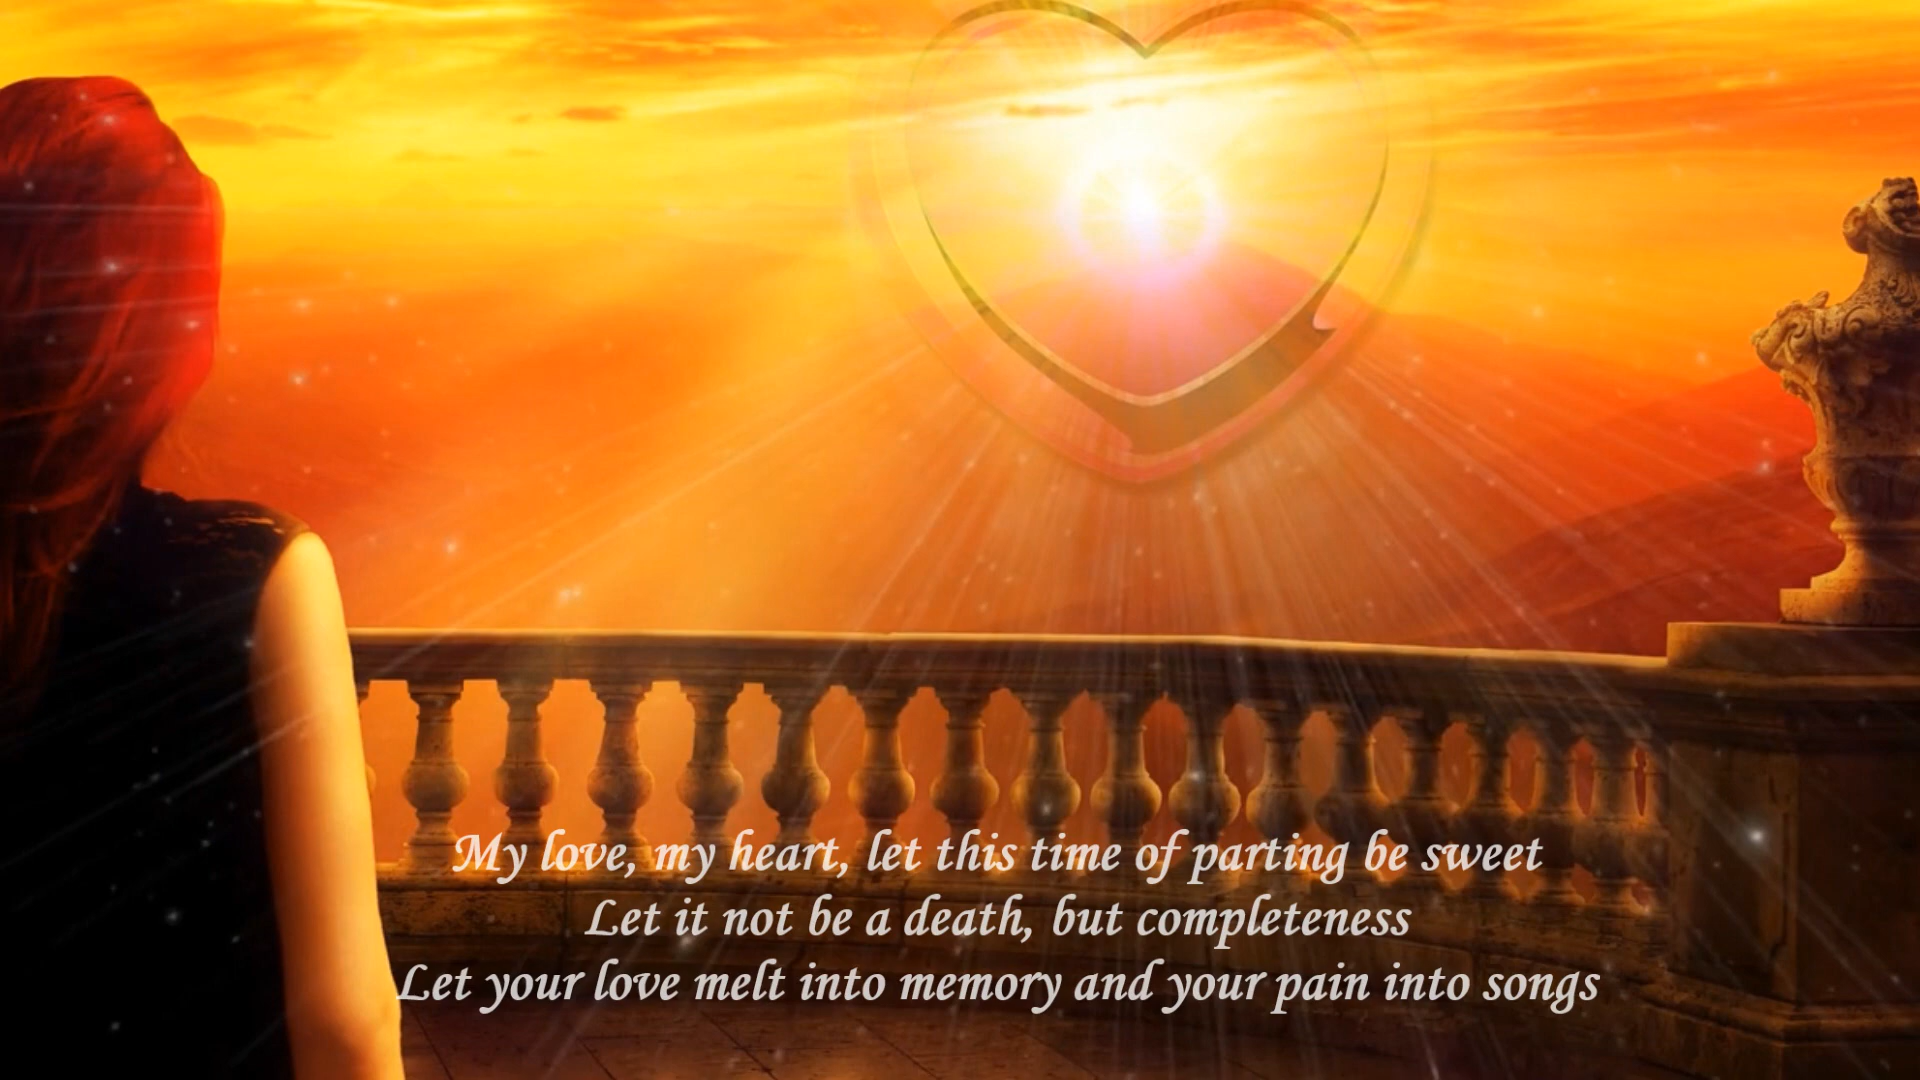 My love, my heart, let this time of parting be sweet
Let it not be a death, but completeness
Let your love melt into memory and your pain into songs